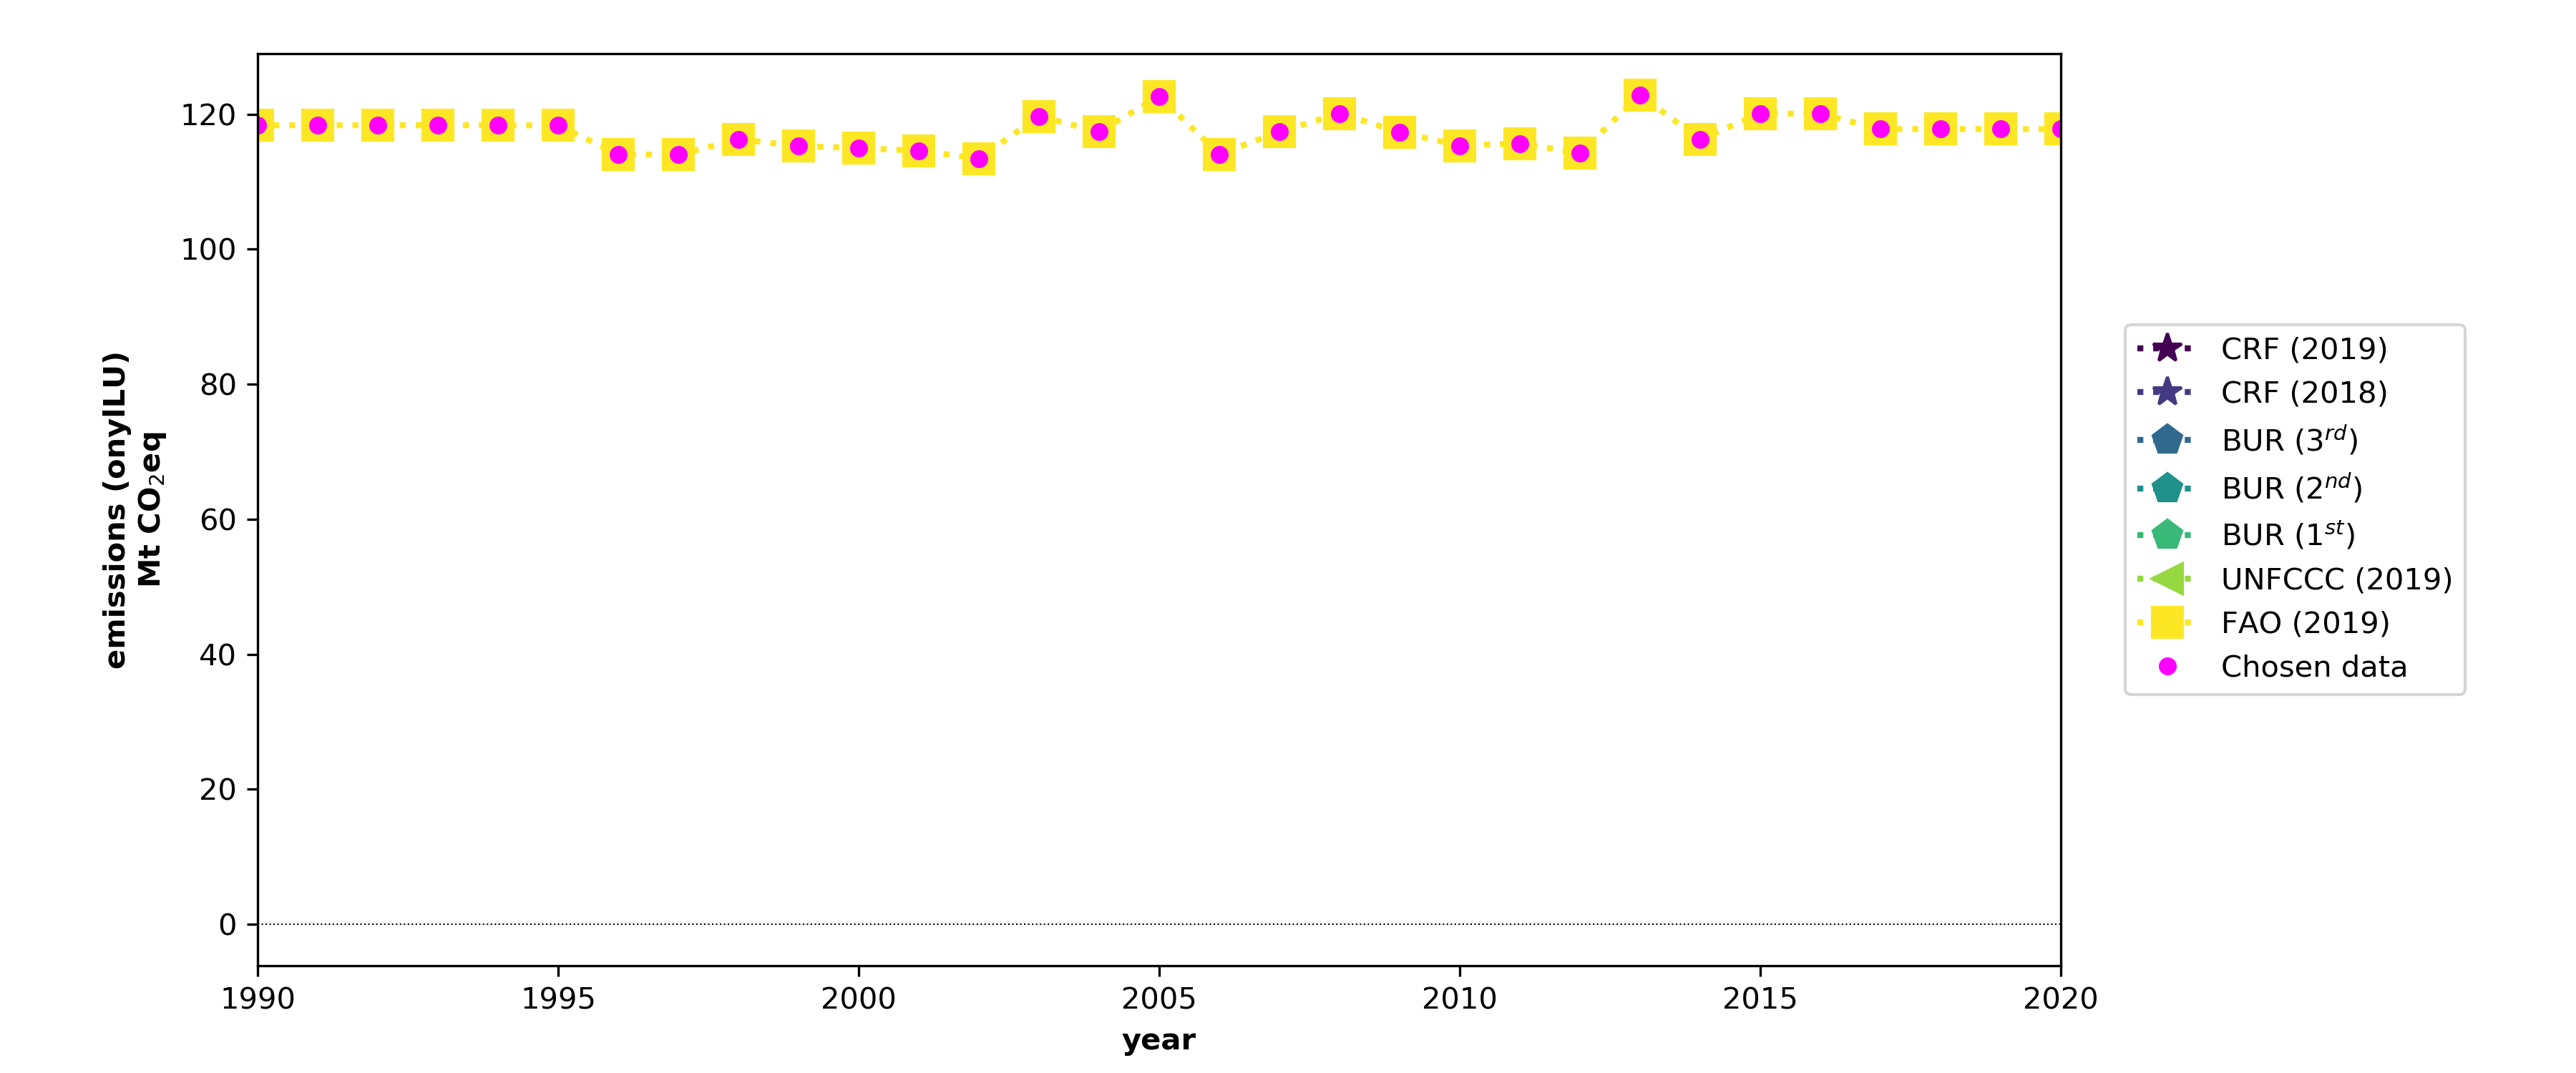 emissions (onylLU)
Mt CO₂eq
120
100
80
60
40
20
0
1990 1995 2000 2005 2010 2015 2020
year
CRF (2019)
CRF (2018)
BUR (3ʳᵈ)
BUR (2ⁿᵈ)
BUR (1ˢᵗ)
UNFCCC (2019)
FAO (2019)
Chosen data